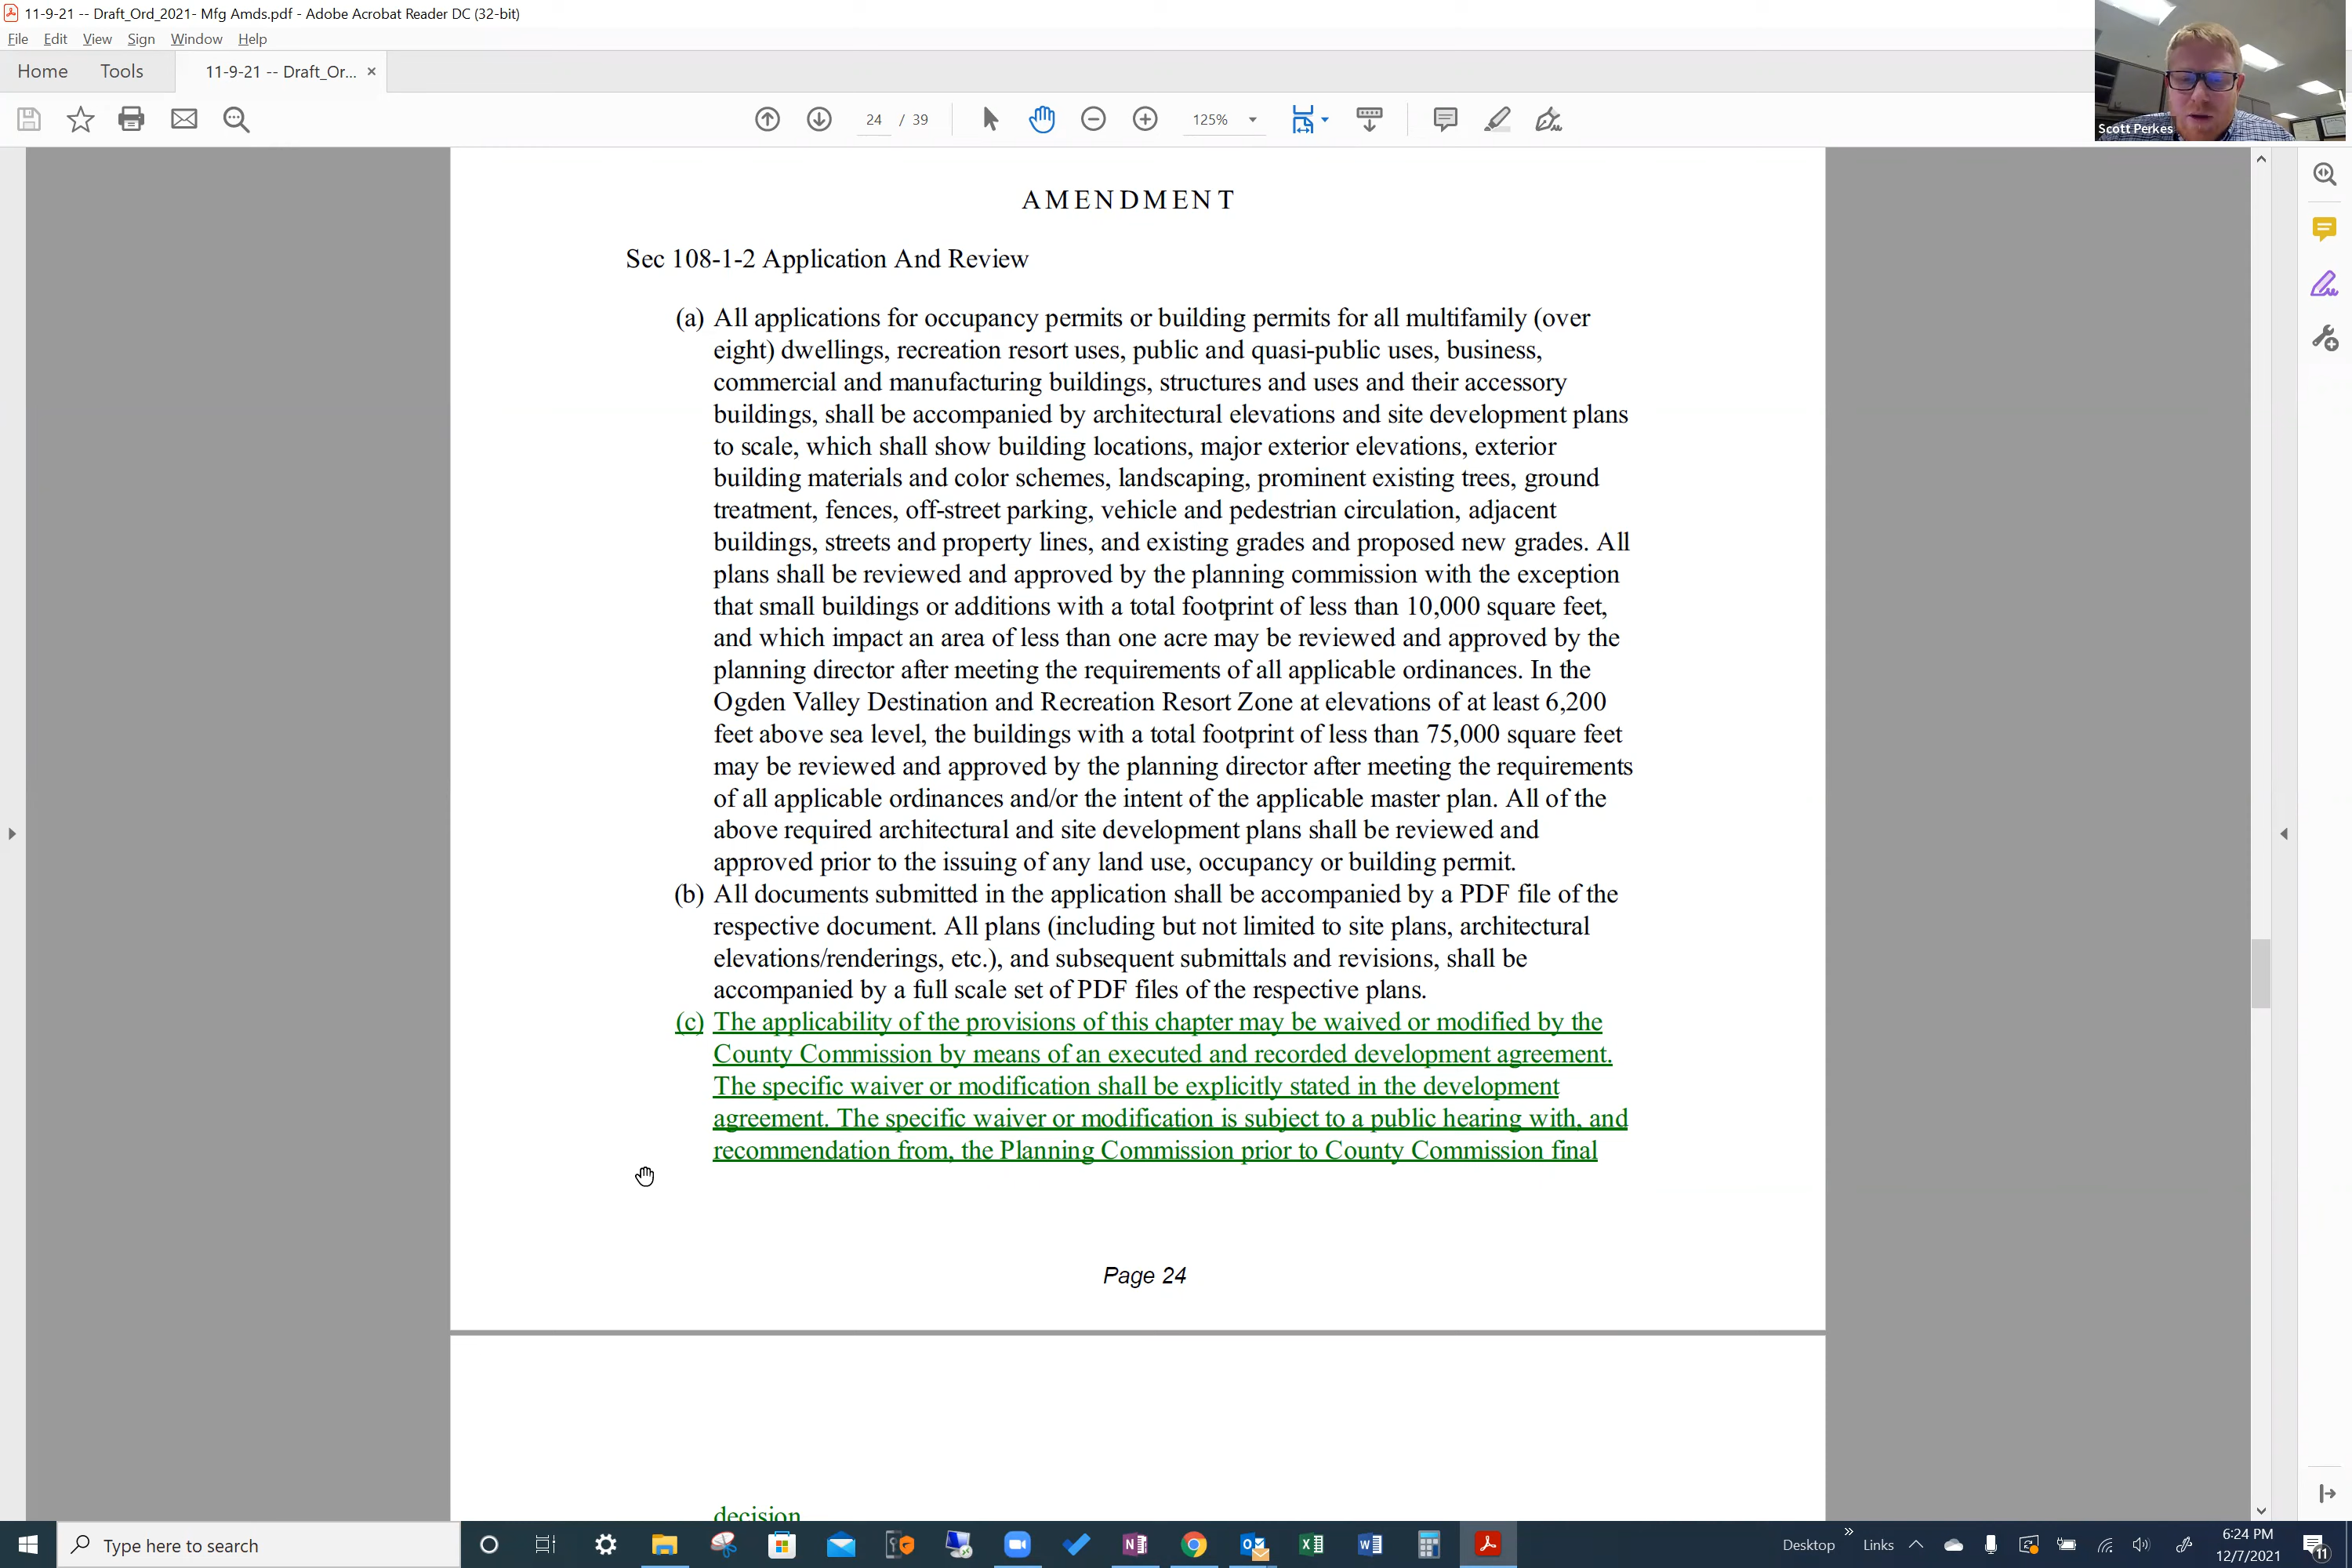 11-9-21 -- Draft_Ord_2021- Mfg Amds.pdf - Adobe Acrobat Reader DC (32-bit)
File Edit View Sign Window Help
Home Tools 11-9-21 -- Draft_Or... ×
24 / 39 125%
Scott Perkes
AMENDMENT
Sec 108-1-2 Application And Review
(a) All applications for occupancy permits or building permits for all multifamily (over
eight) dwellings, recreation resort uses, public and quasi-public uses, business,
commercial and manufacturing buildings, structures and uses and their accessory
buildings, shall be accompanied by architectural elevations and site development plans
to scale, which shall show building locations, major exterior elevations, exterior
building materials and color schemes, landscaping, prominent existing trees, ground
treatment, fences, off-street parking, vehicle and pedestrian circulation, adjacent
buildings, streets and property lines, and existing grades and proposed new grades. All
plans shall be reviewed and approved by the planning commission with the exception
that small buildings or additions with a total footprint of less than 10,000 square feet,
and which impact an area of less than one acre may be reviewed and approved by the
planning director after meeting the requirements of all applicable ordinances. In the
Ogden Valley Destination and Recreation Resort Zone at elevations of at least 6,200
feet above sea level, the buildings with a total footprint of less than 75,000 square feet
may be reviewed and approved by the planning director after meeting the requirements
of all applicable ordinances and/or the intent of the applicable master plan. All of the
above required architectural and site development plans shall be reviewed and
approved prior to the issuing of any land use, occupancy or building permit.
(b) All documents submitted in the application shall be accompanied by a PDF file of the
respective document. All plans (including but not limited to site plans, architectural
elevations/renderings, etc.), and subsequent submittals and revisions, shall be
accompanied by a full scale set of PDF files of the respective plans.
(c) The applicability of the provisions of this chapter may be waived or modified by the
County Commission by means of an executed and recorded development agreement.
The specific waiver or modification shall be explicitly stated in the development
agreement. The specific waiver or modification is subject to a public hearing with, and
recommendation from, the Planning Commission prior to County Commission final
Page 24
decision
Type here to search
Desktop » Links
6:24 PM
12/7/2021
11